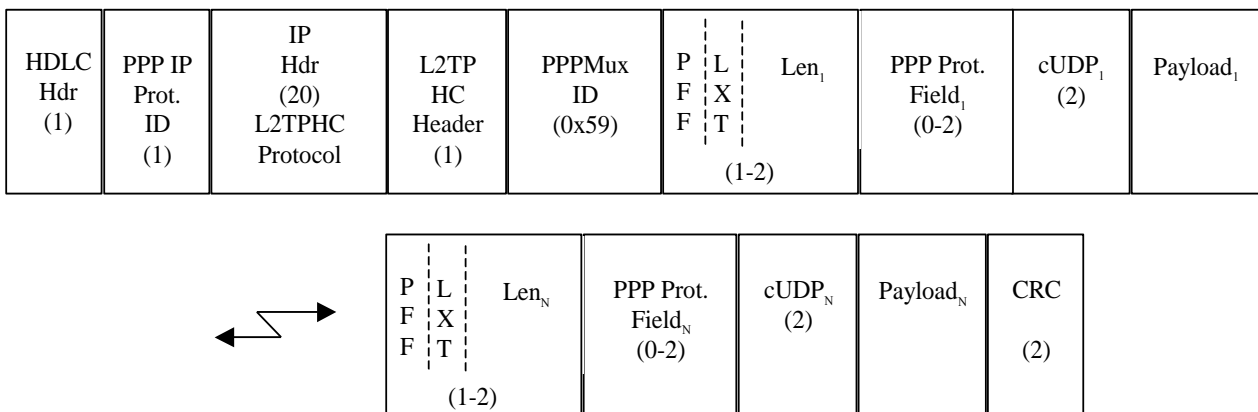 HDLC
Hdr
(1)
PPP IP
Prot.
ID
(1)
IP
Hdr
(20)
L2TPHC
Protocol
L2TP
HC
Header
(1)
PPPMux
ID
(0x59)
P
F
F
L
X
T
Len₁
(1-2)
PPP Prot.
Field₁
(0-2)
cUDP₁
(2)
Payload₁
P
F
F
L
X
T
Lenₙ
(1-2)
PPP Prot.
Fieldₙ
(0-2)
cUDPₙ
(2)
Payloadₙ
CRC
(2)